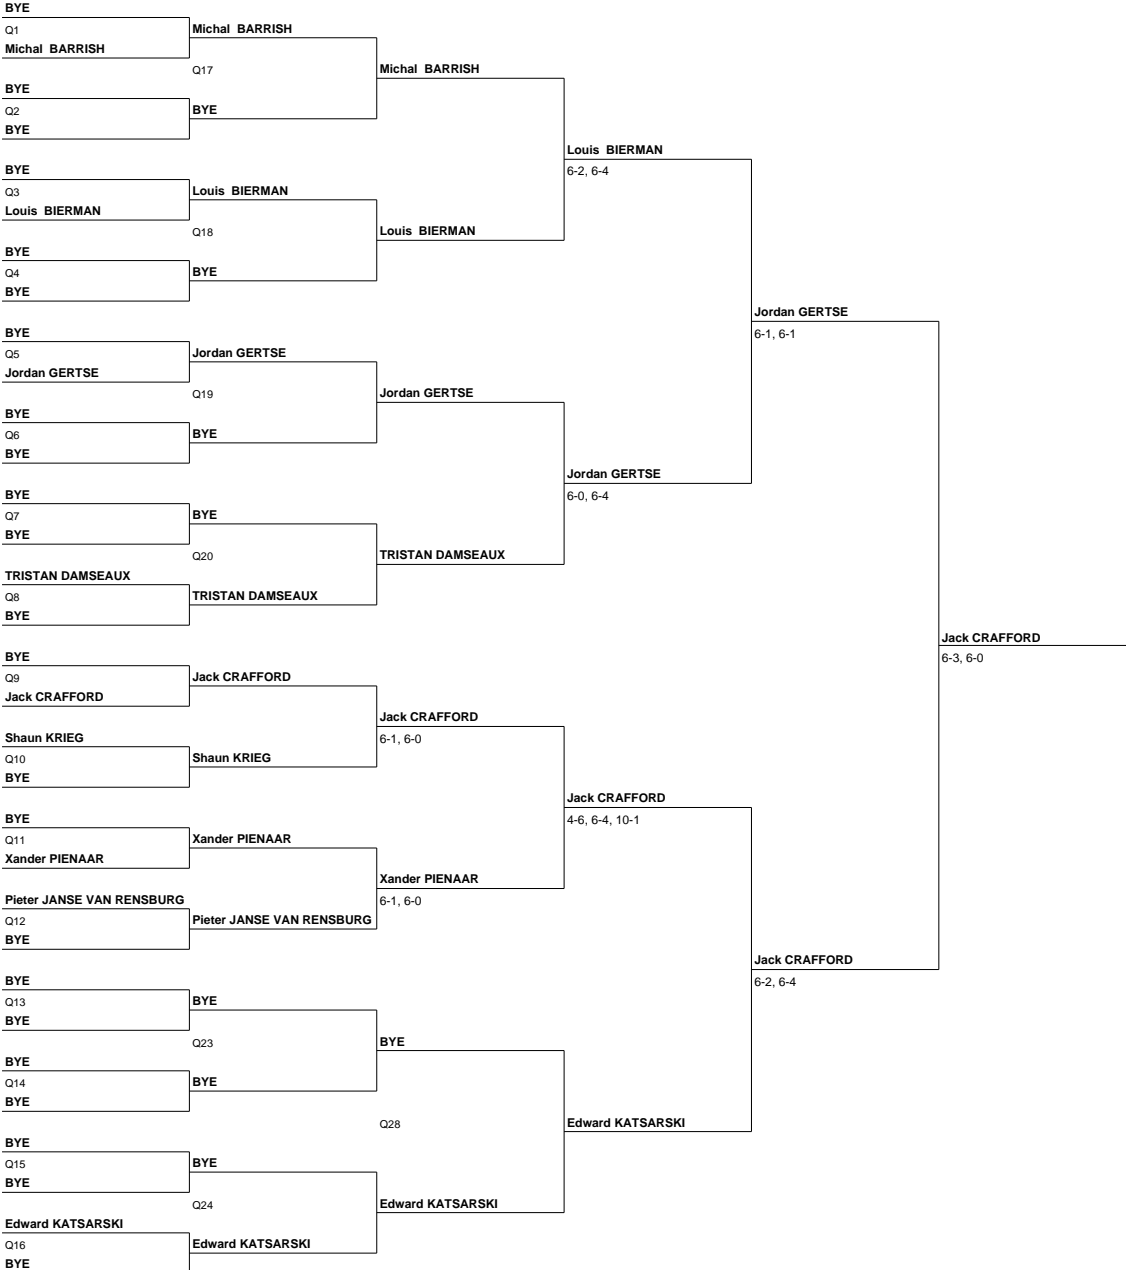 BYE
Q1
Michal BARRISH
BYE
Q2
BYE
BYE
Q3
Louis BIERMAN
BYE
Q4
BYE
BYE
Q5
Jordan GERTSE
BYE
Q6
BYE
BYE
Q7
BYE
TRISTAN DAMSEAUX
Q8
BYE
BYE
Q9
Jack CRAFFORD
Shaun KRIEG
Q10
BYE
BYE
Q11
Xander PIENAAR
Pieter JANSE VAN RENSBURG
Q12
BYE
BYE
Q13
BYE
BYE
Q14
BYE
BYE
Q15
BYE
Edward KATSARSKI
Q16
BYE
Michal BARRISH
Q17
BYE
Louis BIERMAN
Q18
BYE
Jordan GERTSE
Q19
BYE
BYE
Q20
TRISTAN DAMSEAUX
Jack CRAFFORD
Shaun KRIEG
Xander PIENAAR
Pieter JANSE VAN RENSBURG
BYE
Q23
BYE
BYE
Q24
Edward KATSARSKI
Michal BARRISH
Louis BIERMAN
Jordan GERTSE
TRISTAN DAMSEAUX
Jack CRAFFORD
6-1, 6-0
Xander PIENAAR
6-1, 6-0
BYE
Q28
Edward KATSARSKI
Louis BIERMAN
6-2, 6-4
Jordan GERTSE
6-0, 6-4
Jack CRAFFORD
4-6, 6-4, 10-1
Edward KATSARSKI
Jordan GERTSE
6-1, 6-1
Jack CRAFFORD
6-2, 6-4
Jack CRAFFORD
6-3, 6-0